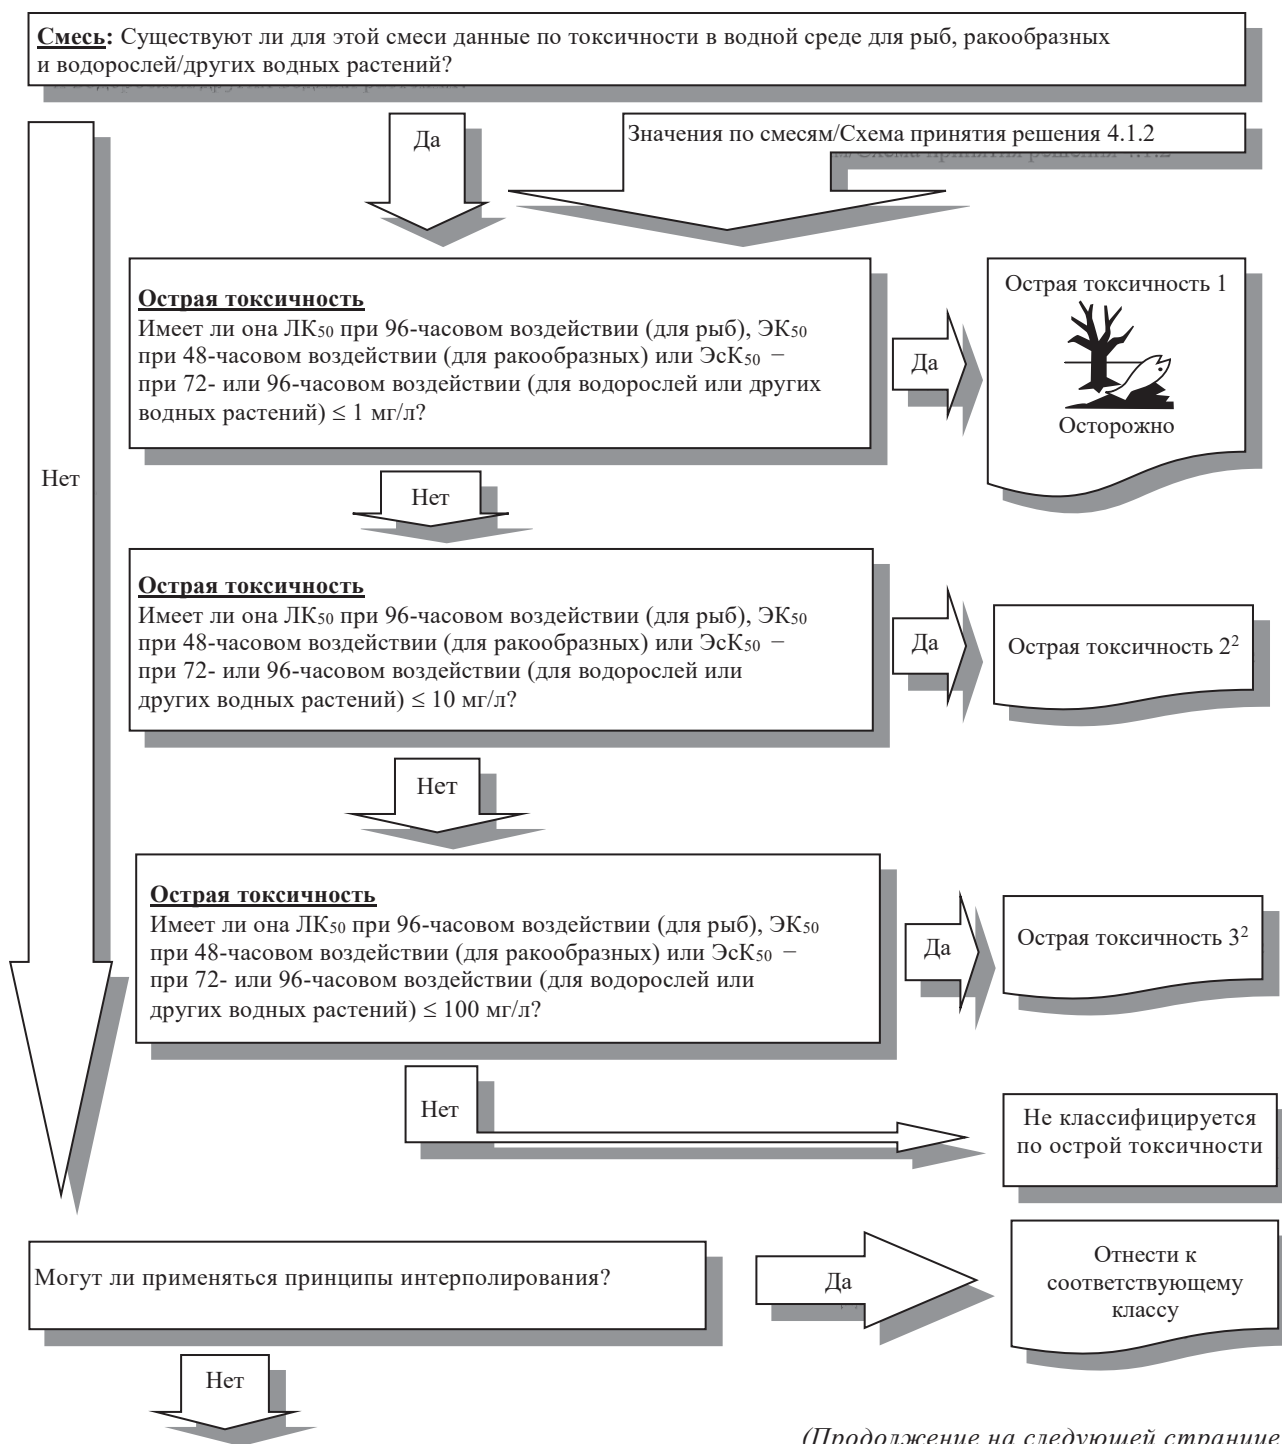 Смесь: Существуют ли для этой смеси данные по токсичности в водной среде для рыб, ракообразных
и водорослей/других водных растений?
Да
Значения по смесям/Схема принятия решения 4.1.2
Острая токсичность
Имеет ли она ЛК50 при 96-часовом воздействии (для рыб), ЭК50
при 48-часовом воздействии (для ракообразных) или ЭсК50 −
при 72- или 96-часовом воздействии (для водорослей или других
водных растений) ≤ 1 мг/л?
Да
Острая токсичность 1
Осторожно
Нет
Нет
Острая токсичность
Имеет ли она ЛК50 при 96-часовом воздействии (для рыб), ЭК50
при 48-часовом воздействии (для ракообразных) или ЭсК50 −
при 72- или 96-часовом воздействии (для водорослей или
других водных растений) ≤ 10 мг/л?
Да
Острая токсичность 2²
Нет
Острая токсичность
Имеет ли она ЛК50 при 96-часовом воздействии (для рыб), ЭК50
при 48-часовом воздействии (для ракообразных) или ЭсК50 −
при 72- или 96-часовом воздействии (для водорослей или
других водных растений) ≤ 100 мг/л?
Да
Острая токсичность 3²
Нет
Не классифицируется
по острой токсичности
Могут ли применяться принципы интерполирования?
Да
Отнести к
соответствующему
классу
Нет
(Продолжение на следующей странице